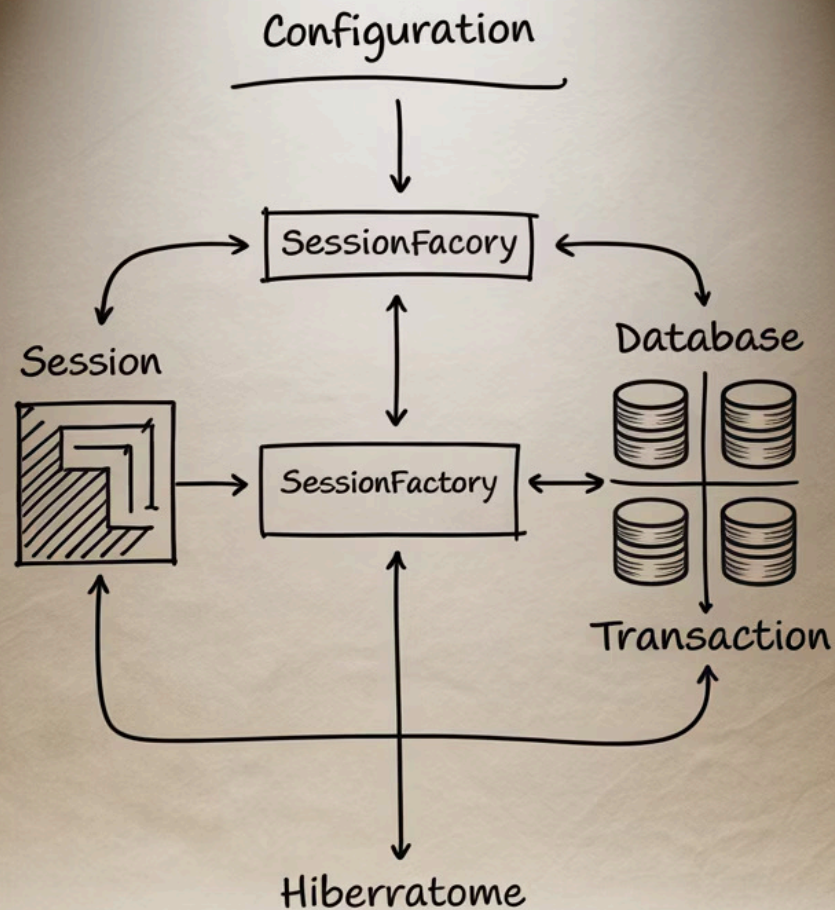 Configuration
SessionFacory
Session
Database
SessionFactory
Transaction
Hiberratome